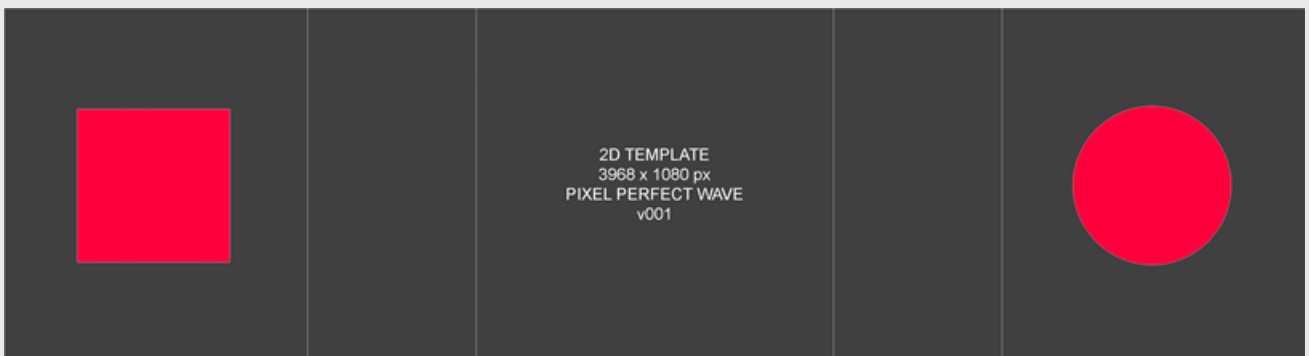 2D TEMPLATE
3968 x 1080 px
PIXEL PERFECT WAVE
v001